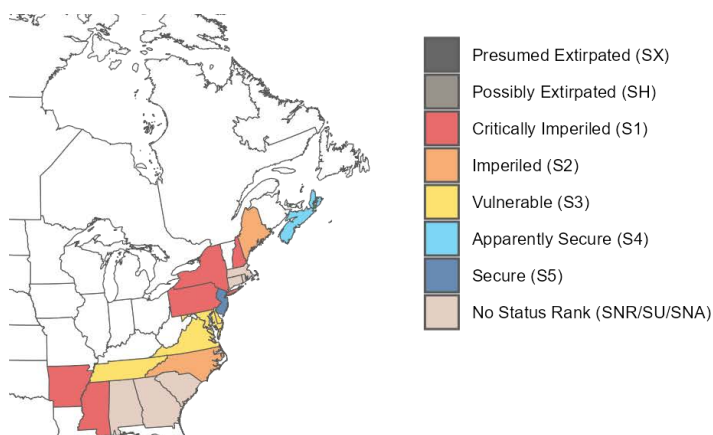 Presumed Extirpated (SX)
Possibly Extirpated (SH)
Critically Imperiled (S1)
Imperiled (S2)
Vulnerable (S3)
Apparently Secure (S4)
Secure (S5)
No Status Rank (SNR/SU/SNA)